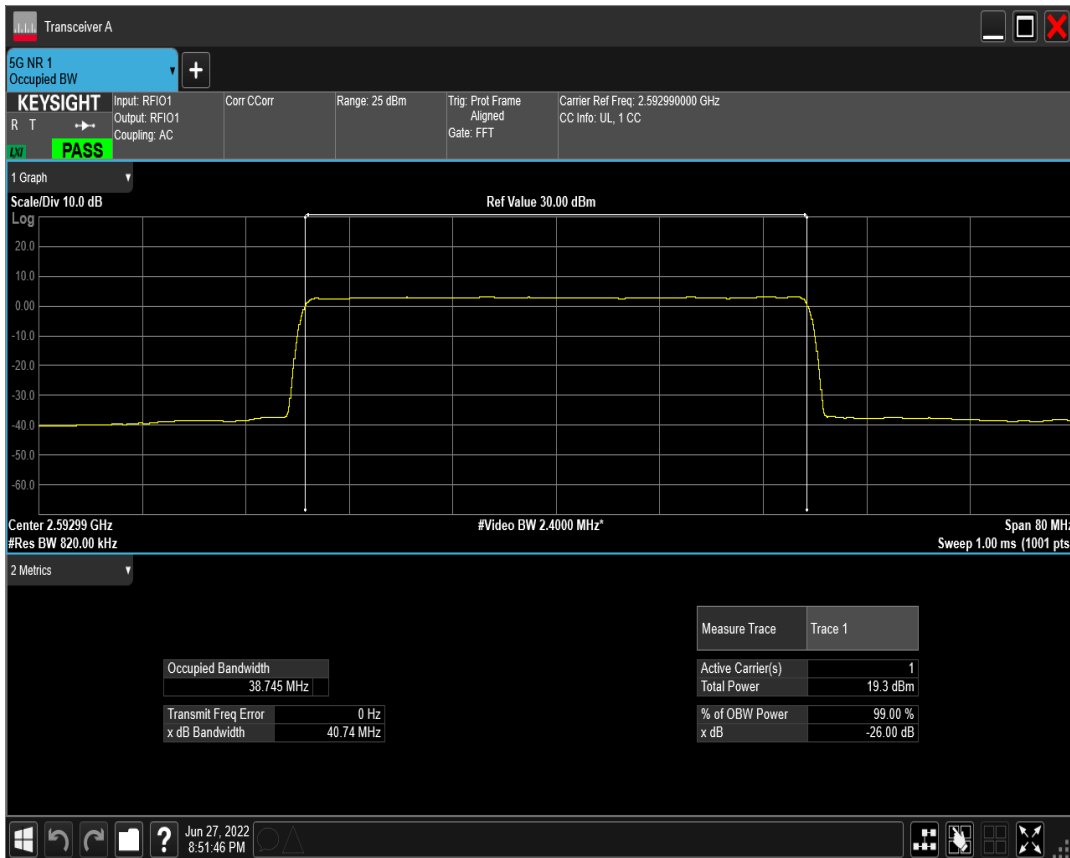 Transceiver A
5G NR 1
Occupied BW
+
KEYSIGHT
R T
LXI
PASS
Input: RFIO1
Output: RFIO1
Coupling: AC
Corr CCorr
Range: 25 dBm
Trig: Prot Frame
Aligned
Gate: FFT
Carrier Ref Freq: 2.592990000 GHz
CC Info: UL, 1 CC
1 Graph
Scale/Div 10.0 dB
Ref Value 30.00 dBm
Log
20.0
10.0
0.00
-10.0
-20.0
-30.0
-40.0
-50.0
-60.0
Center 2.59299 GHz
#Video BW 2.4000 MHz*
Span 80 MHz
#Res BW 820.00 kHz
Sweep 1.00 ms (1001 pts
2 Metrics
Measure Trace Trace 1
Occupied Bandwidth
38.745 MHz
Active Carrier(s) 1
Total Power 19.3 dBm
Transmit Freq Error 0 Hz
x dB Bandwidth 40.74 MHz
% of OBW Power 99.00 %
x dB -26.00 dB
?
Jun 27, 2022
8:51:46 PM